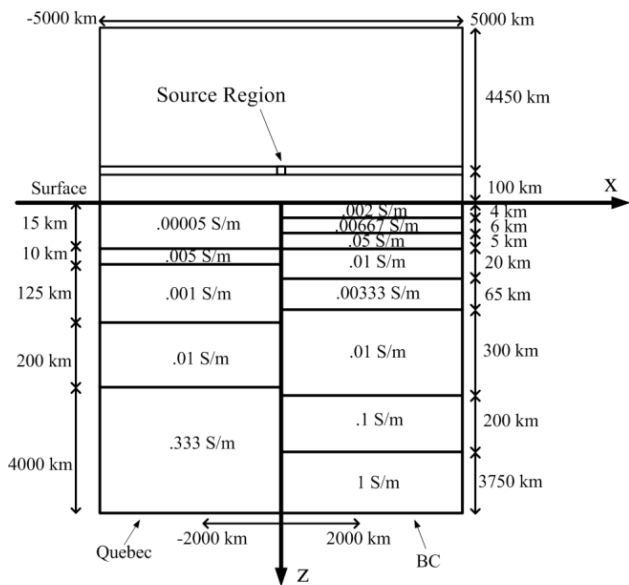 -5000 km
5000 km
4450 km
Source Region
100 km
Surface
X
15 km
.00005 S/m
.002 S/m
4 km
.00667 S/m
6 km
.05 S/m
5 km
10 km
.005 S/m
.01 S/m
20 km
125 km
.001 S/m
.00333 S/m
65 km
200 km
.01 S/m
.01 S/m
300 km
.1 S/m
200 km
4000 km
.333 S/m
1 S/m
3750 km
-2000 km
2000 km
Quebec
BC
Z